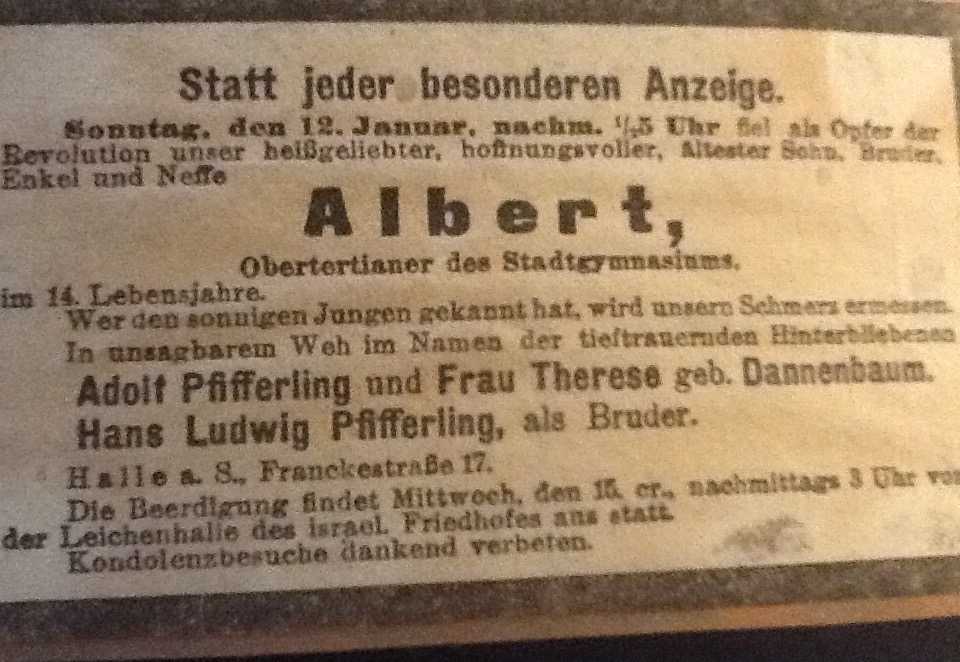 Statt jeder besonderen Anzeige.
Sonntag, den 12. Januar, nachm. ½5 Uhr fiel als Opfer der
Revolution unser heißgeliebter, hoffnungsvoller, ältester Sohn, Bruder,
Enkel und Neffe
Albert,
Obertertianer des Stadtgymnasiums,
im 14. Lebensjahre.
Wer den sonnigen Jungen gekannt hat, wird unsern Schmerz ermessen.
In unsagbarem Weh im Namen der tieftrauernden Hinterbliebenen
Adolf Pfifferling und Frau Therese geb. Dannenbaum.
Hans Ludwig Pfifferling, als Bruder.
Halle a. S., Franckestraße 17.
Die Beerdigung findet Mittwoch, den 15. cr., nachmittags 3 Uhr von
der Leichenhalle des israel. Friedhofes aus statt.
Kondolenzbesuche dankend verbeten.